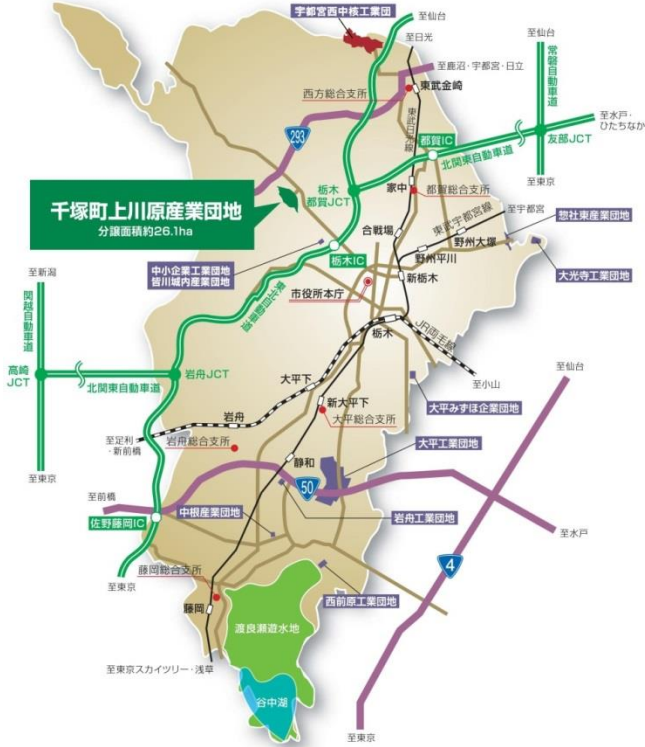 宇都宮西中核工業団
至仙台
至日光
至仙台
常磐自動車道
至鹿沼・宇都宮・日立
東武金崎
西方総合支所
東武日光線
至水戸・
ひたちなか
293
都賀IC
友部JCT
北関東自動車道
栃木
都賀JCT
家中
都賀総合支所
至東京
千塚町上川原産業団地
分譲面積約26.1ha
合戦場
東武宇都宮線
至宇都宮
惣社東産業団地
野州大塚
野州平川
栃木IC
中小企業工業団地
皆川城内産業団地
大光寺工業団地
新栃木
至新潟
関越自動車道
市役所本庁
東北自動車道
栃木
JR両毛線
高崎
JCT
北関東自動車道
岩舟JCT
至仙台
大平下
至小山
新大平下
大平みずほ企業団地
岩舟
大平総合支所
至足利
・新前橋
岩舟総合支所
大平工業団地
静和
至東京
50
至前橋
岩舟工業団地
佐野藤岡IC
中根産業団地
至水戸
4
藤岡総合支所
至東京
西前原工業団地
藤岡
渡良瀬遊水地
至東京スカイツリー・浅草
谷中湖
至東京